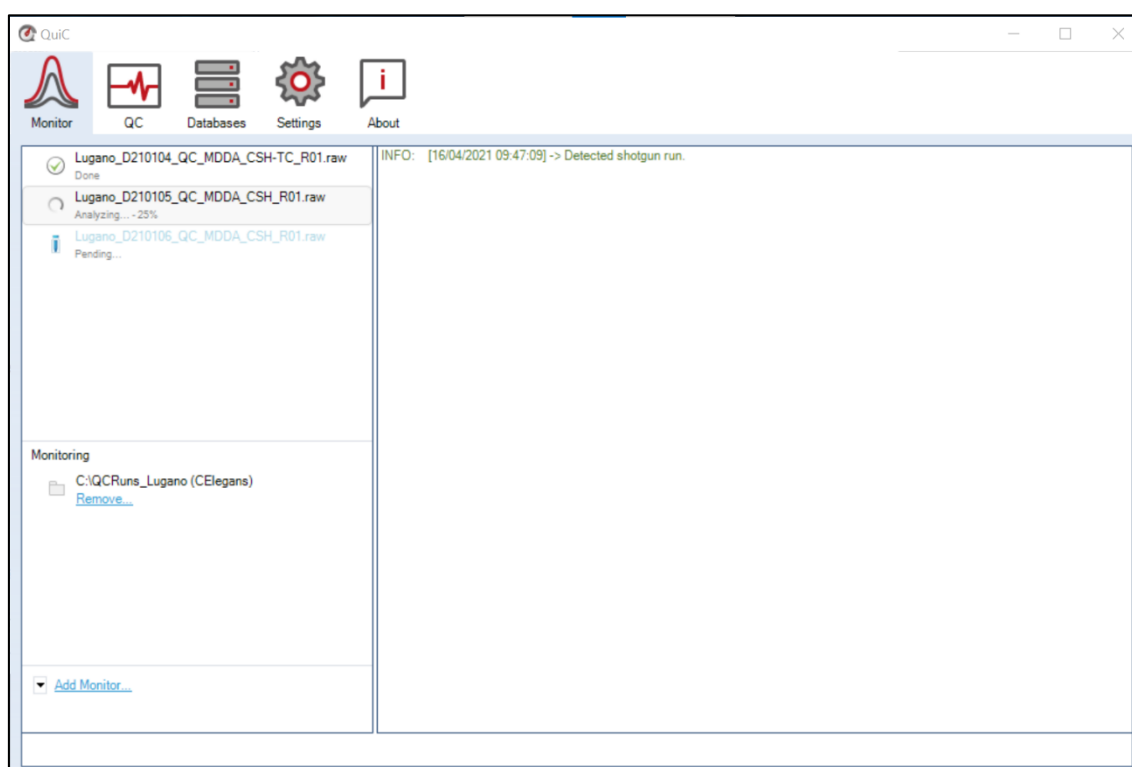 QuiC
Monitor
QC
Databases
Settings
i
About
Lugano_D210104_QC_MDDA_CSH-TC_R01.raw
Done
Lugano_D210105_QC_MDDA_CSH_R01.raw
Analyzing... - 25%
Lugano_D210106_QC_MDDA_CSH_R01.raw
Pending...
INFO: [16/04/2021 09:47:09] -> Detected shotgun run.
Monitoring
C:\QCRuns_Lugano (CElegans)
Remove...
Add Monitor...